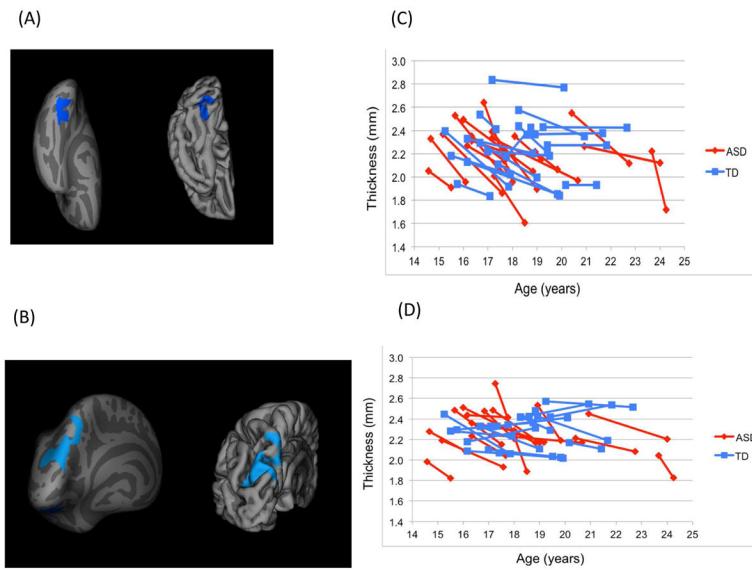 (A)
(C)
3.0
2.8
2.6
2.4
2.2
2.0
1.8
1.6
1.4
Thickness (mm)
14 15 16 17 18 19 20 21 22 23 24 25
Age (years)
ASD
TD
(B)
(D)
3.0
2.8
2.6
2.4
2.2
2.0
1.8
1.6
1.4
Thickness (mm)
14 15 16 17 18 19 20 21 22 23 24 25
Age (years)
ASD
TD